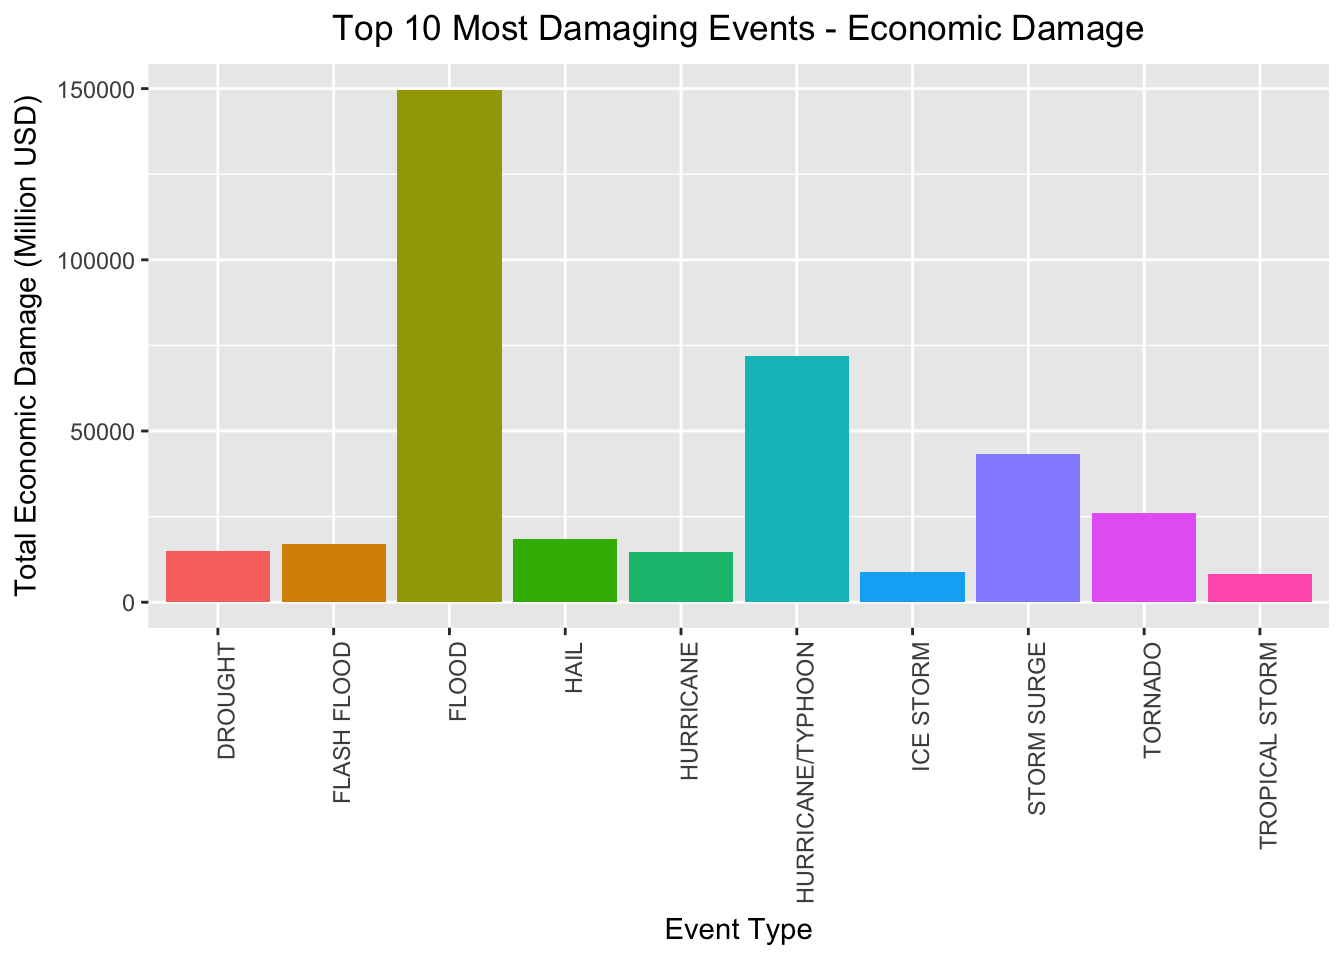 Top 10 Most Damaging Events - Economic Damage
Total Economic Damage (Million USD)
150000
100000
50000
0
DROUGHT
FLASH FLOOD
FLOOD
HAIL
HURRICANE
HURRICANE/TYPHOON
ICE STORM
STORM SURGE
TORNADO
TROPICAL STORM
Event Type